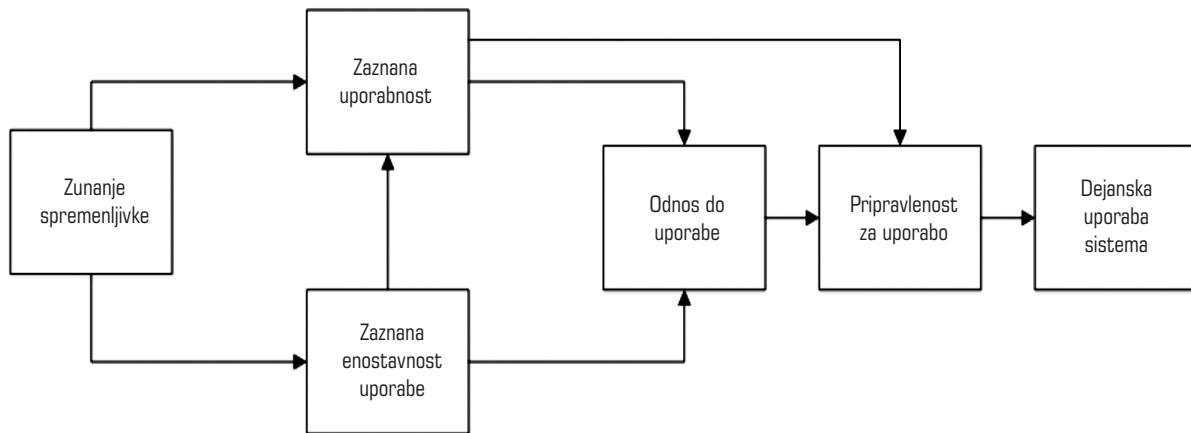 Zunanje
spremenljivke
Zaznana
uporabnost
Zaznana
enostavnost
uporabe
Odnos do
uporabe
Pripravlenost
za uporabo
Dejanska
uporaba
sistema